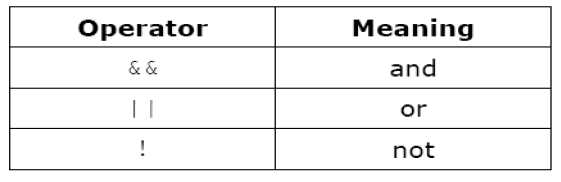 Operator Meaning
&& and
|| or
! not